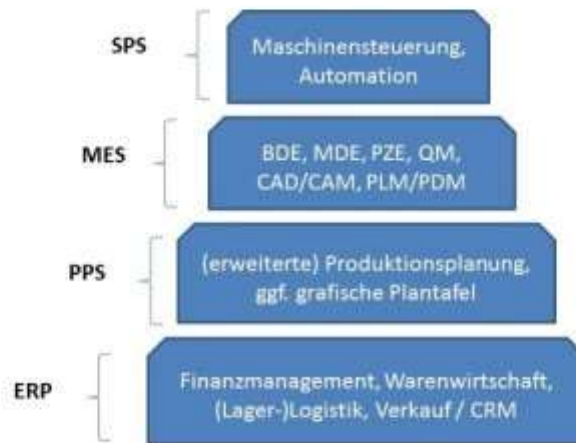 SPS
Maschinensteuerung,
Automation
MES
BDE, MDE, PZE, QM,
CAD/CAM, PLM/PDM
PPS
(erweiterte) Produktionsplanung,
ggf. grafische Plantafel
ERP
Finanzmanagement, Warenwirtschaft,
(Lager-)Logistik, Verkauf / CRM